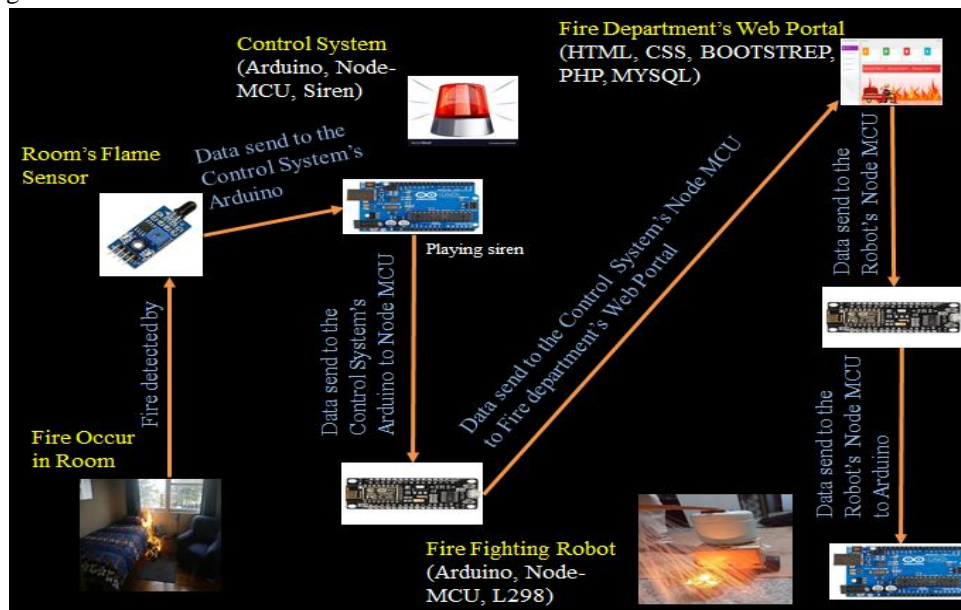 Control System
(Arduino, Node-
MCU, Siren)
Fire Department's Web Portal
(HTML, CSS, BOOTSTREP,
PHP, MYSQL)
Room's Flame
Sensor
Data send to the
Control System's
Arduino
Playing siren
Fire detected by
Fire Occur
in Room
Data send to the
Control System's
Arduino to Node MCU
Data send to the Control System's Node MCU
to Fire department's Web Portal
Data send to the
Robot's Node MCU
Data send to the
Robot's Node MCU
to Arduino
Fire Fighting Robot
(Arduino, Node-
MCU, L298)